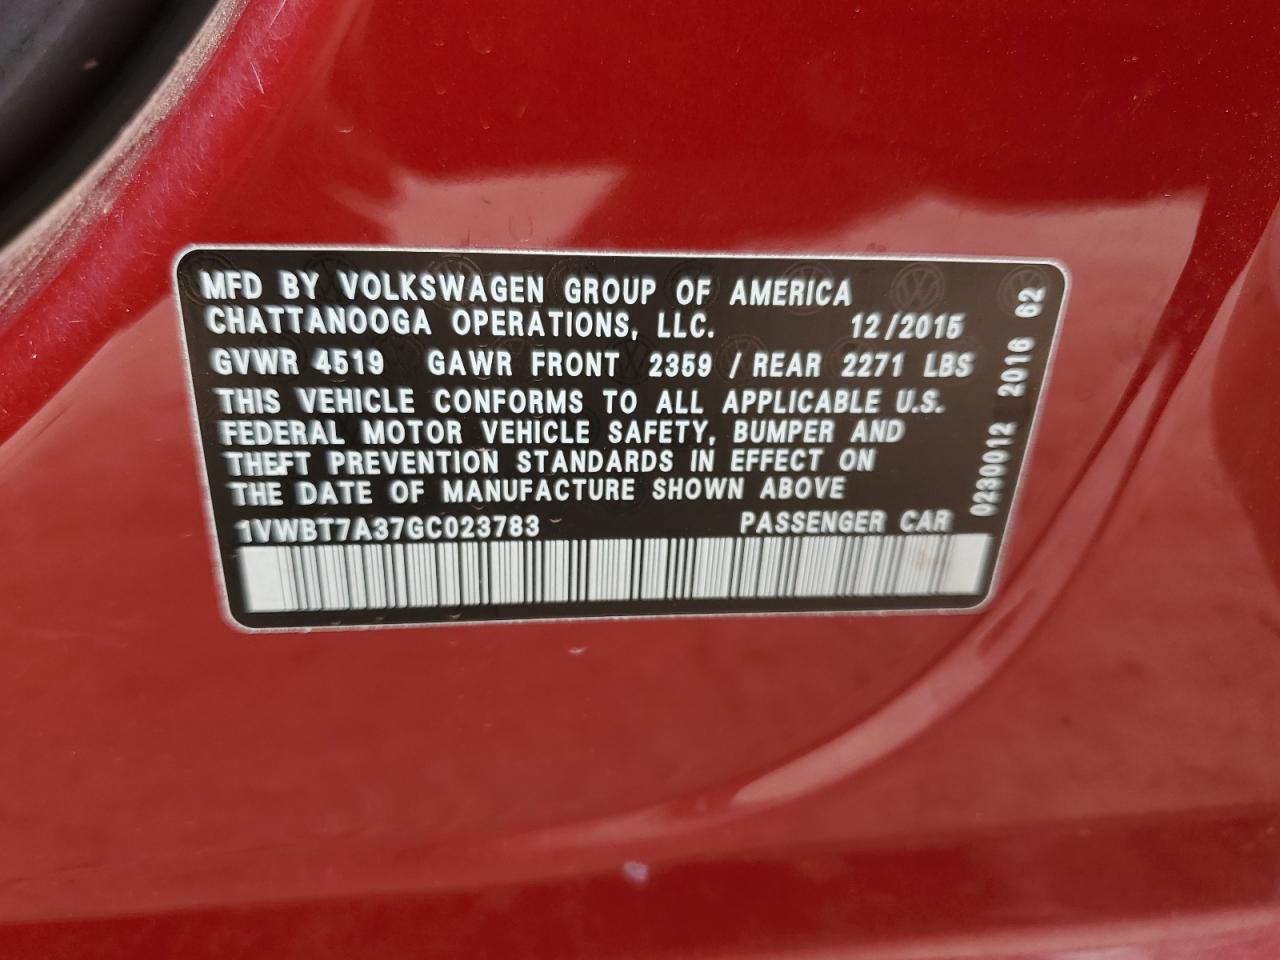 MFD BY VOLKSWAGEN GROUP OF AMERICA
CHATTANOOGA OPERATIONS, LLC. 12/2015
GVWR 4519 GAWR FRONT 2359 / REAR 2271 LBS
THIS VEHICLE CONFORMS TO ALL APPLICABLE U.S.
FEDERAL MOTOR VEHICLE SAFETY, BUMPER AND
THEFT PREVENTION STANDARDS IN EFFECT ON
THE DATE OF MANUFACTURE SHOWN ABOVE
1VWBT7A37GC023783 PASSENGER CAR
0230012 2016 62